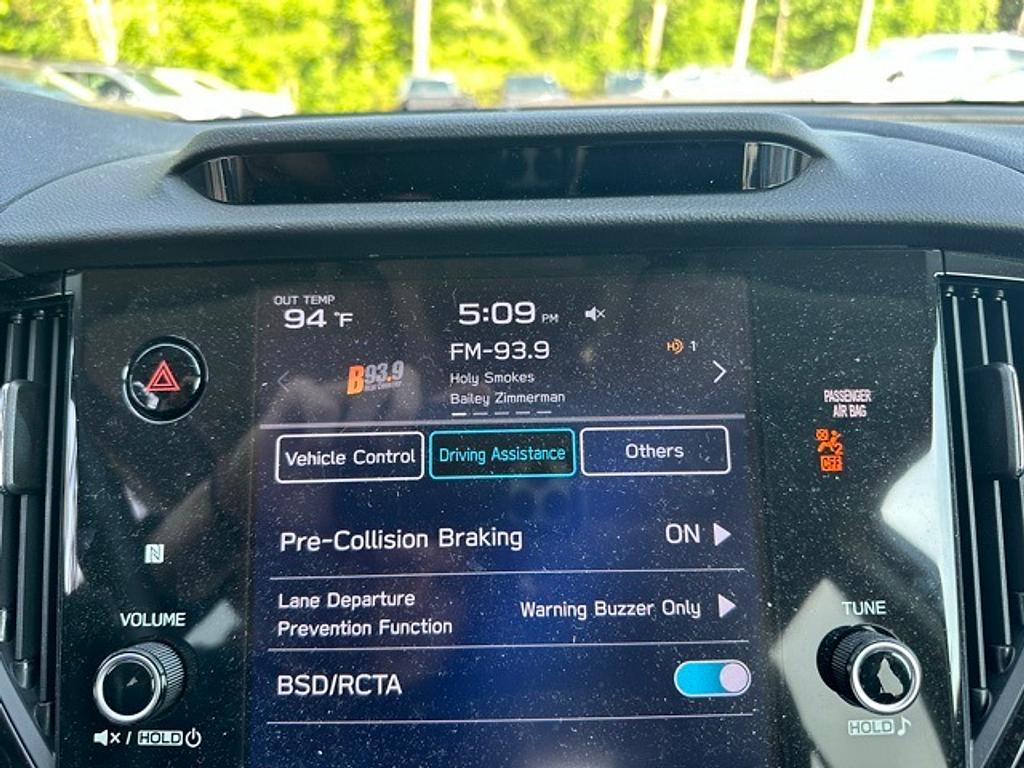 OUT TEMP
94 °F
5:09 PM
FM-93.9
HD 1
B93.9
Holy Smokes
Bailey Zimmerman
PASSENGER
AIR BAG
2
OFF
Vehicle Control
Driving Assistance
Others
Pre-Collision Braking
ON
Lane Departure
Prevention Function
Warning Buzzer Only
BSD/RCTA
N
VOLUME
/ HOLD
TUNE
HOLD